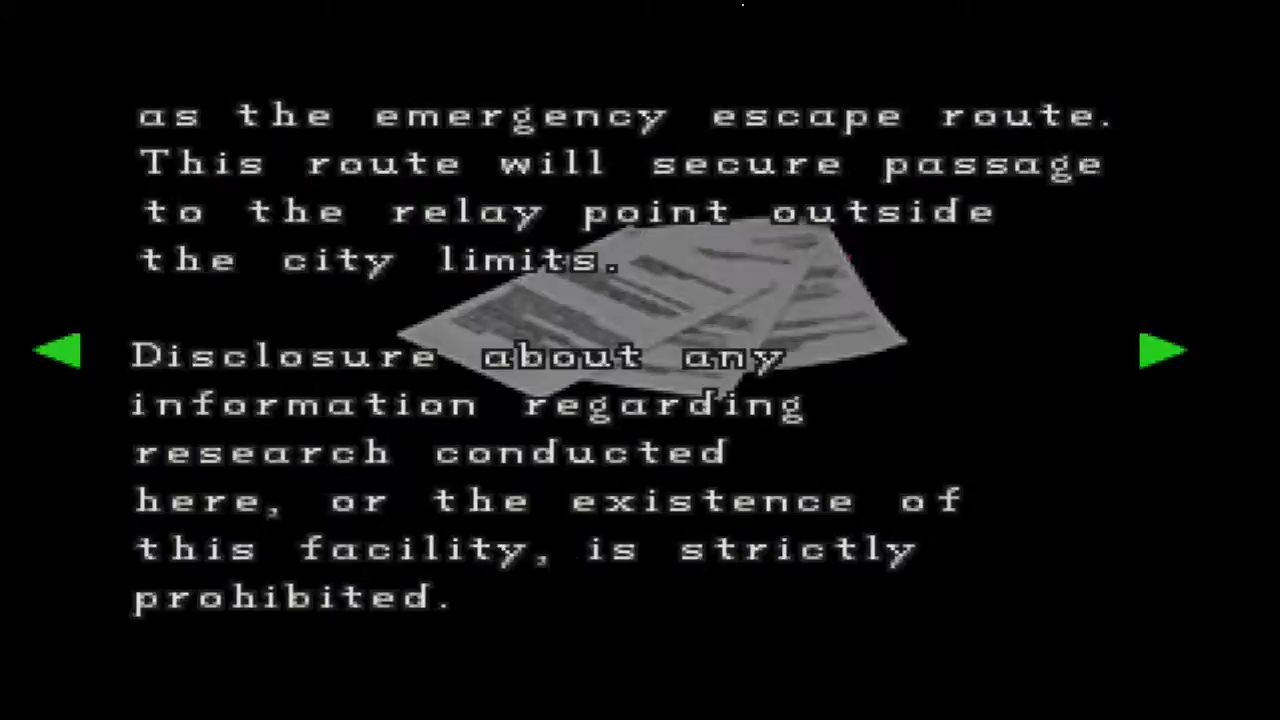 as the emergency escape route.
This route will secure passage
to the relay point outside
the city limits.
Disclosure about any
information regarding
research conducted
here, or the existence of
this facility, is strictly
prohibited.